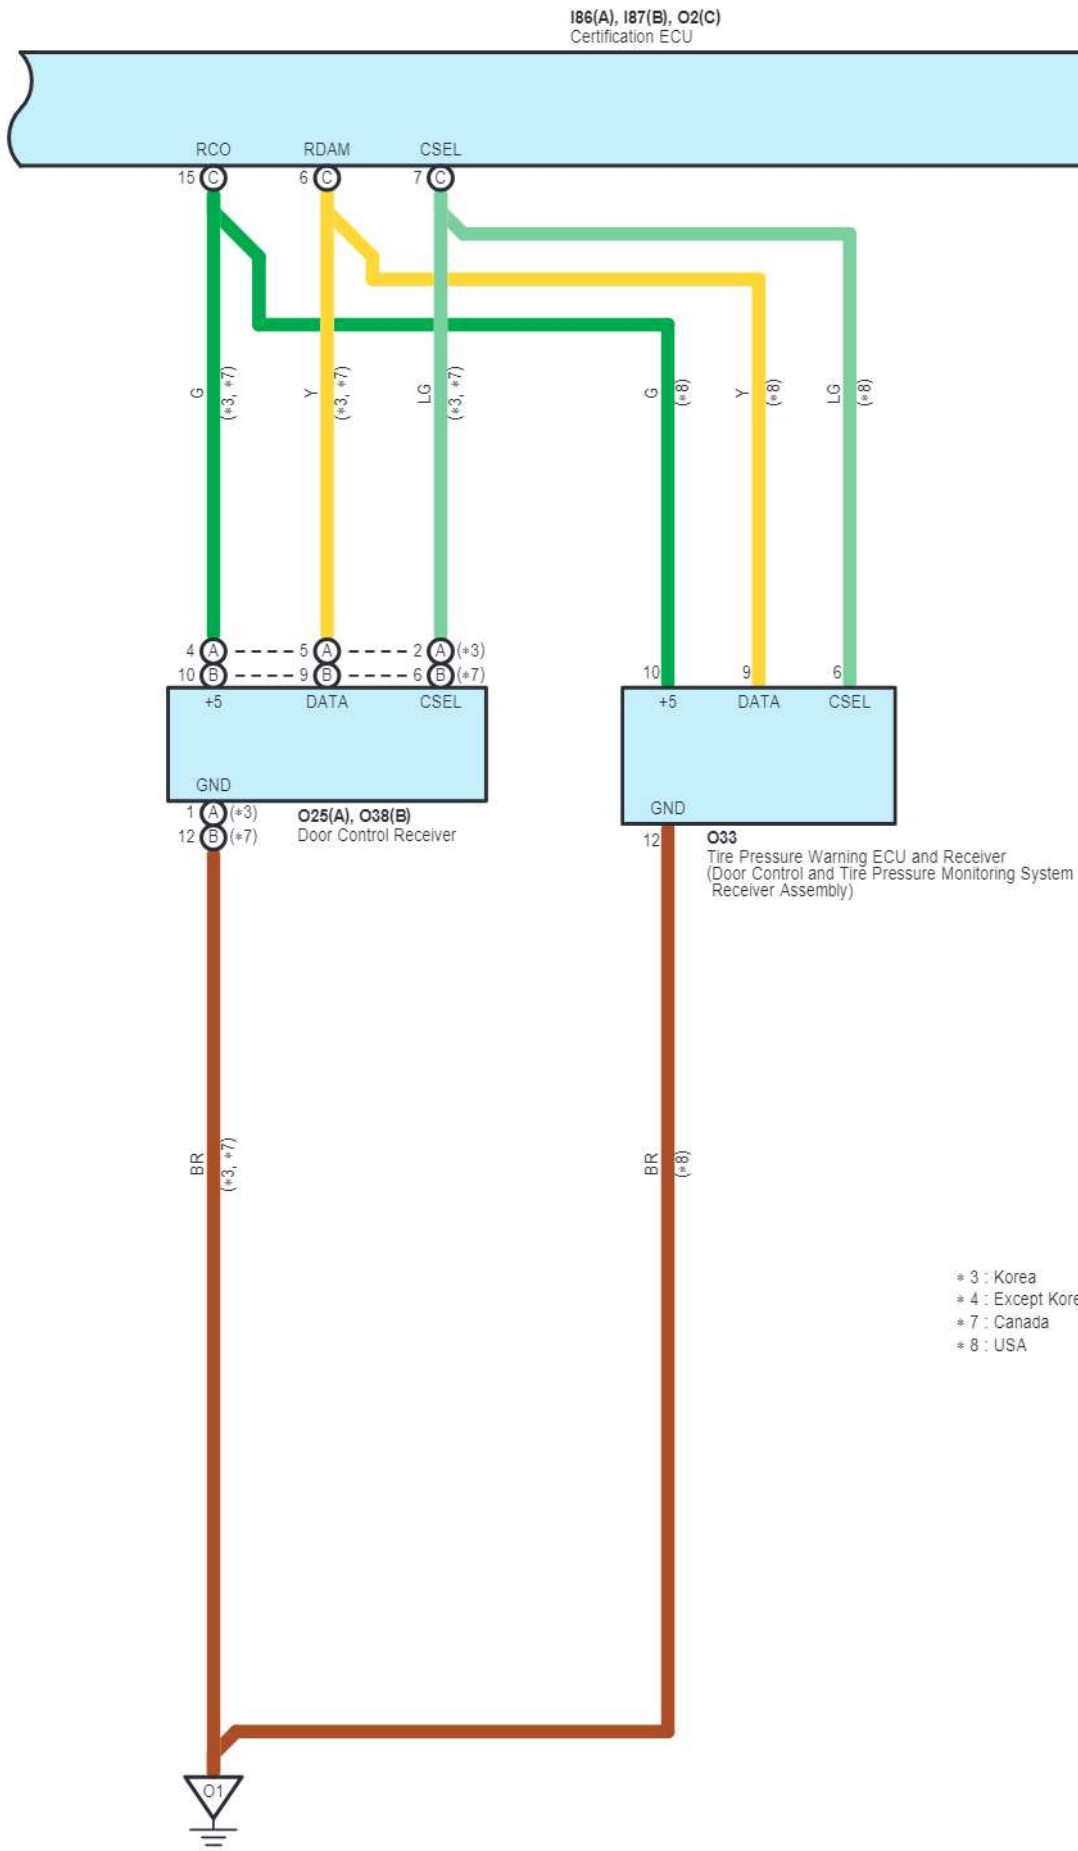 I86(A), I87(B), O2(C)
Certification ECU
RCO RDAM CSEL
15 C 6 C 7 C
G (*3, *7) Y (*3, *7) LG (*3, *7) G (*8) Y (*8) LG (*8)
4 A 5 A 2 A (*3)
10 B 9 B 6 B (*7)
10 9 6
+5 DATA CSEL
+5 DATA CSEL
GND
1 A (*3)
12 B (*7)
O25(A), O38(B)
Door Control Receiver
GND
12
O33
Tire Pressure Warning ECU and Receiver
(Door Control and Tire Pressure Monitoring System
Receiver Assembly)
BR (*3, *7) BR (*8)
* 3 : Korea
* 4 : Except Kore
* 7 : Canada
* 8 : USA
O1